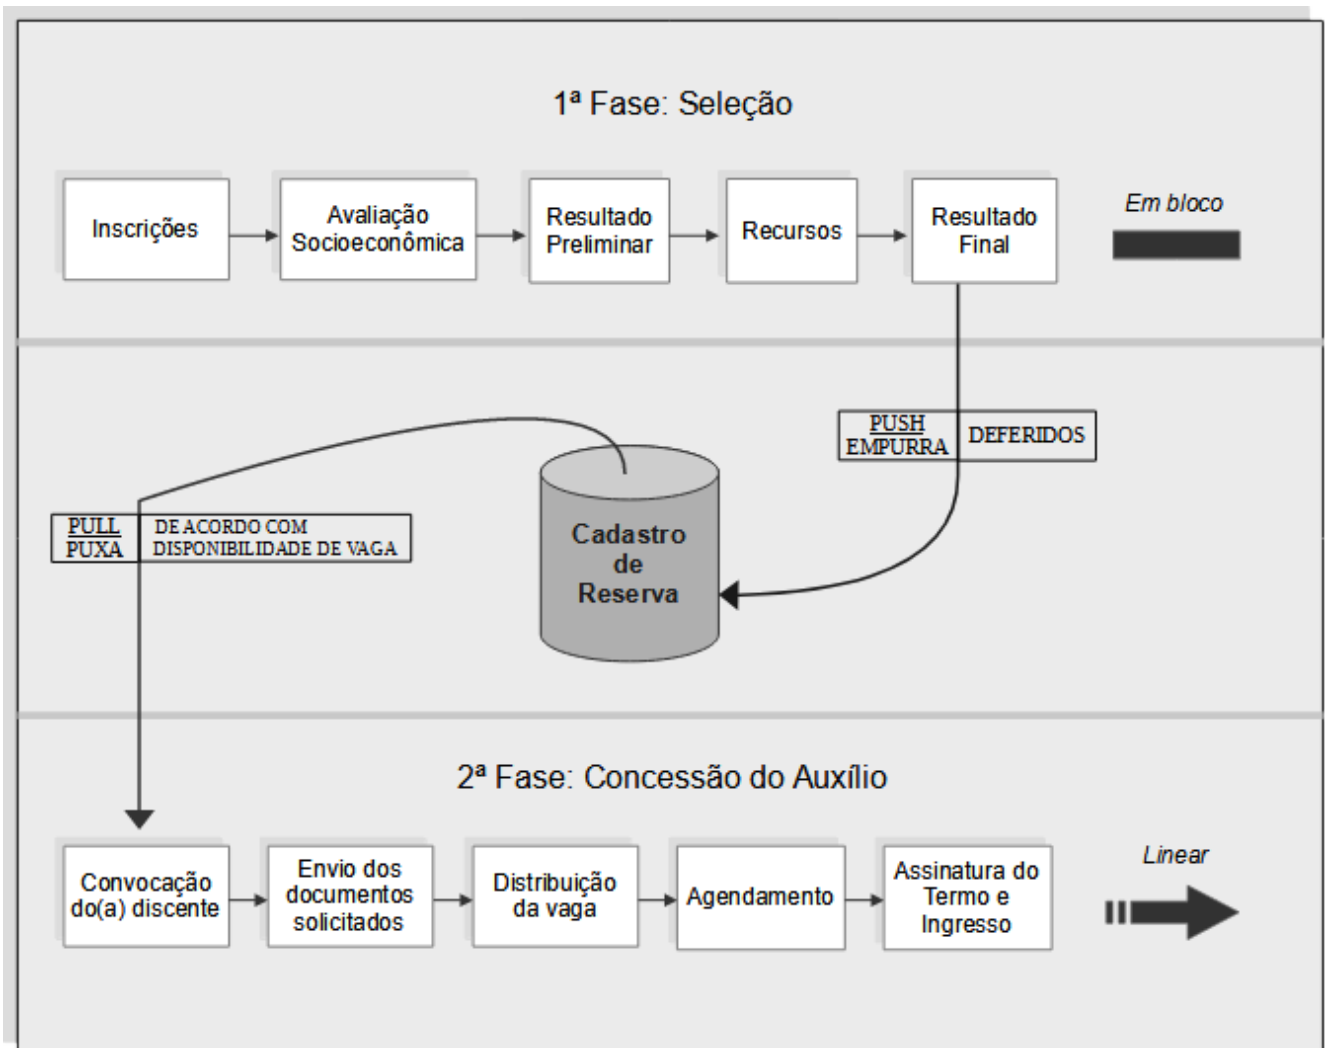 1ª Fase: Seleção
Inscrições
Avaliação
Socioeconômica
Resultado
Preliminar
Recursos
Resultado
Final
Em bloco
PUSH
EMPURRA
DEFERIDOS
PULL
PUXA
DE ACORDO COM
DISPONIBILIDADE DE VAGA
Cadastro
de
Reserva
2ª Fase: Concessão do Auxílio
Convocação
do(a) discente
Envio dos
documentos
solicitados
Distribuição
da vaga
Agendamento
Assinatura do
Termo e
Ingresso
Linear